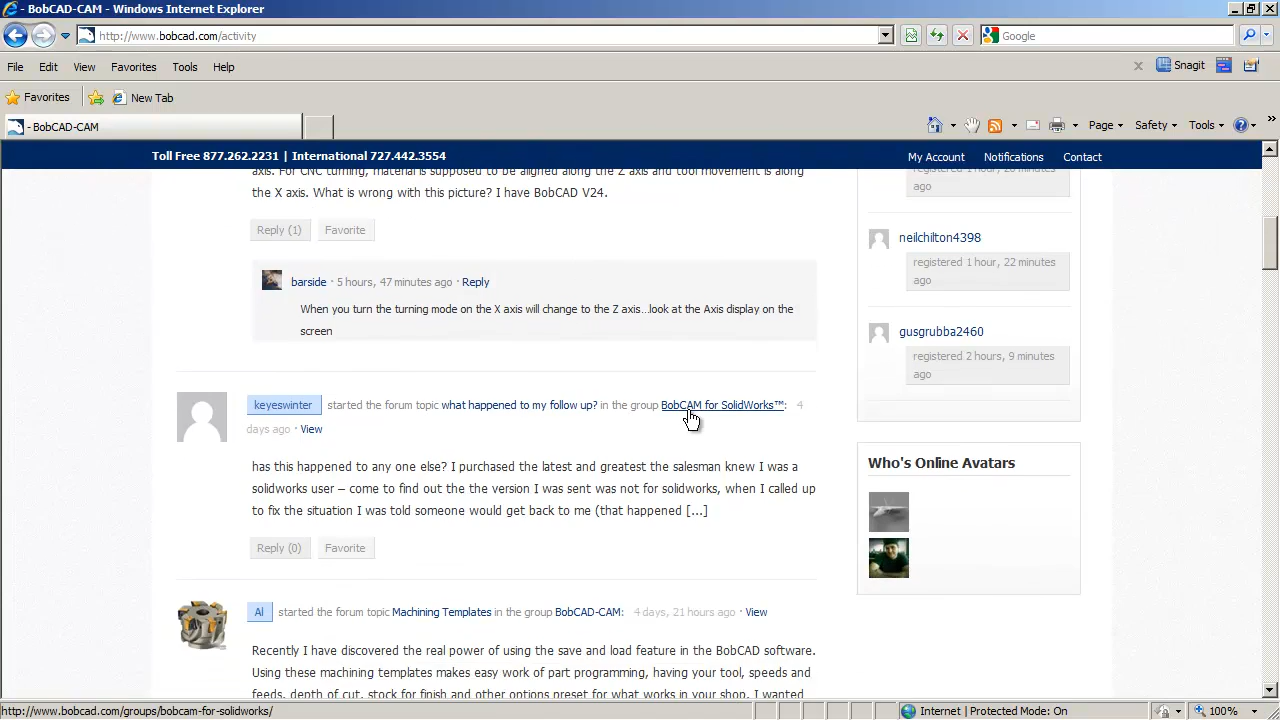 - BobCAD-CAM - Windows Internet Explorer
http://www.bobcad.com/activity
Google
File Edit View Favorites Tools Help
Snagit
Favorites New Tab
- BobCAD-CAM
Page Safety Tools
Toll Free 877.262.2231 | International 727.442.3554
My Account Notifications Contact
axis. For CNC turning, material is supposed to be aligned along the Z axis and tool movement is along
the X axis. What is wrong with this picture? I have BobCAD V24.
Reply (1) Favorite
barside · 5 hours, 47 minutes ago · Reply
When you turn the turning mode on the X axis will change to the Z axis...look at the Axis display on the
screen
keyeswinter started the forum topic what happened to my follow up? in the group BobCAM for SolidWorks™: 4
days ago · View
has this happened to any one else? I purchased the latest and greatest the salesman knew I was a
solidworks user – come to find out the the version I was sent was not for solidworks, when I called up
to fix the situation I was told someone would get back to me (that happened [...]
Reply (0) Favorite
Al started the forum topic Machining Templates in the group BobCAD-CAM: 4 days, 21 hours ago · View
Recently I have discovered the real power of using the save and load feature in the BobCAD software.
Using these machining templates makes easy work of part programming, having your tool, speeds and
feeds, depth of cut, stock for finish and other options preset for what works in your shop. I wanted
ago
neilchilton4398
registered 1 hour, 22 minutes
ago
gusgrubba2460
registered 2 hours, 9 minutes
ago
Who's Online Avatars
http://www.bobcad.com/groups/bobcam-for-solidworks/
Internet | Protected Mode: On
100%